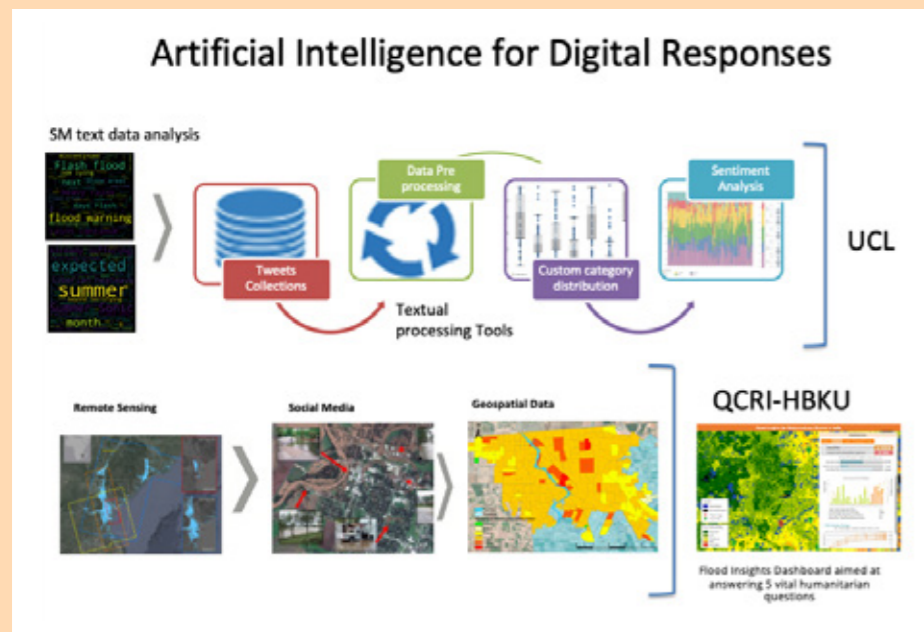 Artificial Intelligence for Digital Responses
SM text data analysis
Flash flood
next
flood warning
expected
summer
month
Tweets
Collections
Data Pre
processing
Textual
processing Tools
Custom category
distribution
Sentiment
Analysis
UCL
Remote Sensing
Social Media
Geospatial Data
QCRI-HBKU
Flood Insights Dashboard aimed at
answering 5 vital humanitarian
questions